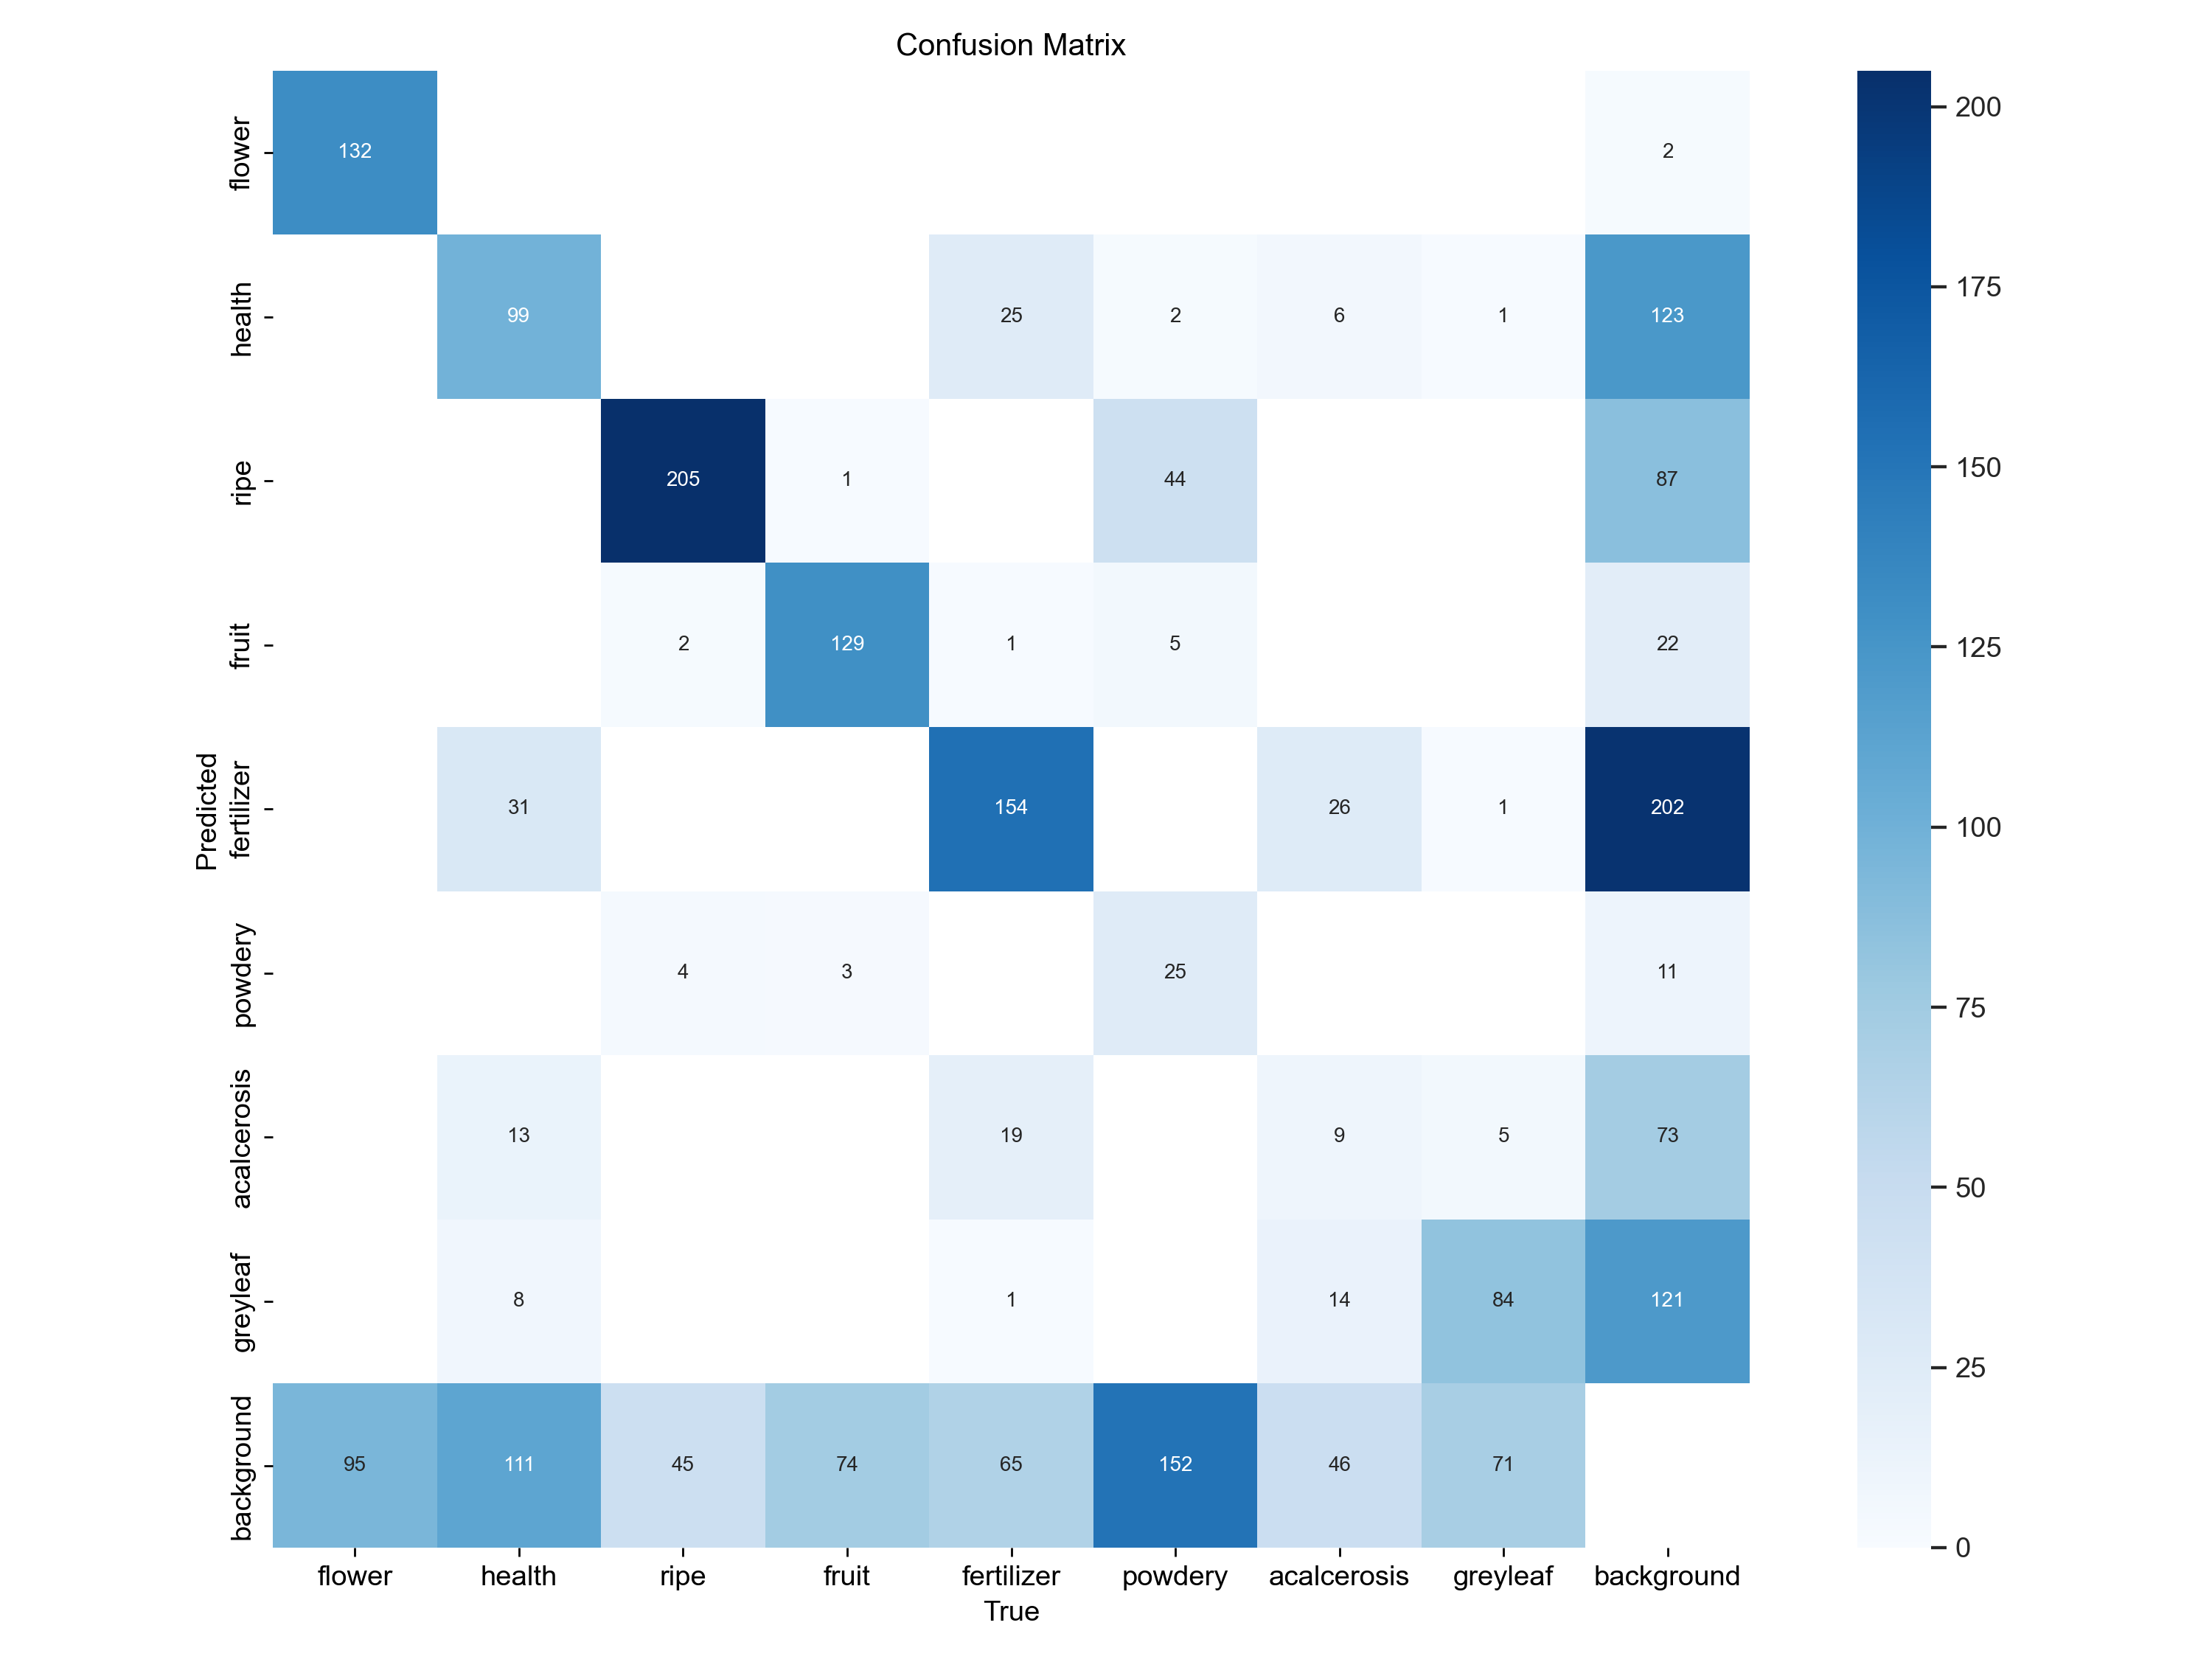 Confusion Matrix
flower 132 2
health 99 25 2 6 1 123
ripe 205 1 44 87
fruit 2 129 1 5 22
fertilizer 31 154 26 1 202
powdery 4 3 25 11
acalcerosis 13 19 9 5 73
greyleaf 8 1 14 84 121
background 95 111 45 74 65 152 46 71
Predicted
flower health ripe fruit fertilizer powdery acalcerosis greyleaf background
True
200
175
150
125
100
75
50
25
0